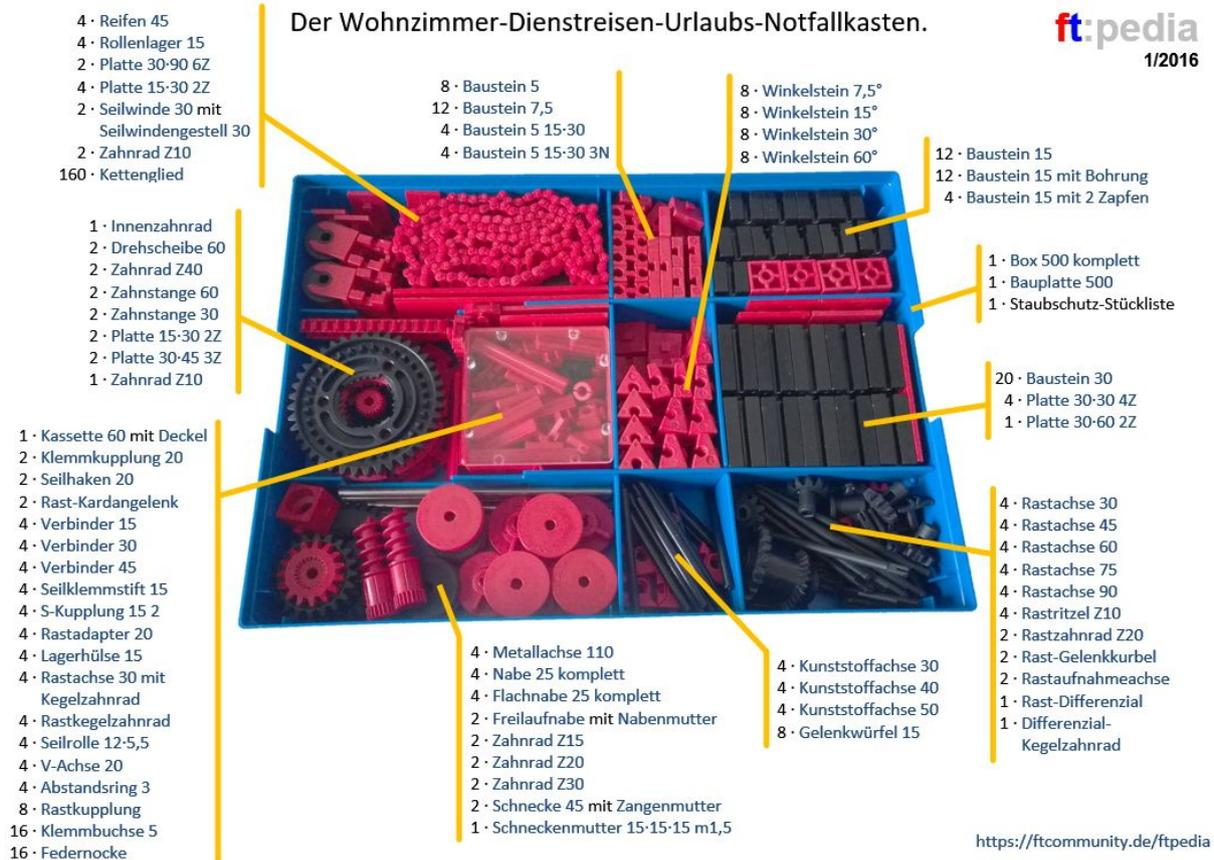 Der Wohnzimmer-Dienstreisen-Urlaubs-Notfallkasten.
ft:pedia
1/2016
4 · Reifen 45
4 · Rollenlager 15
2 · Platte 30·90 6Z
4 · Platte 15·30 2Z
2 · Seilwinde 30 mit
Seilwindengestell 30
2 · Zahnrad Z10
160 · Kettenglied
8 · Baustein 5
12 · Baustein 7,5
4 · Baustein 5 15·30
4 · Baustein 5 15·30 3N
8 · Winkelstein 7,5°
8 · Winkelstein 15°
8 · Winkelstein 30°
8 · Winkelstein 60°
12 · Baustein 15
12 · Baustein 15 mit Bohrung
4 · Baustein 15 mit 2 Zapfen
1 · Innenzahnrad
2 · Drehscheibe 60
2 · Zahnrad Z40
2 · Zahnstange 60
2 · Zahnstange 30
2 · Platte 15·30 2Z
2 · Platte 30·45 3Z
1 · Zahnrad Z10
1 · Box 500 komplett
1 · Bauplatte 500
1 · Staubschutz-Stückliste
20 · Baustein 30
4 · Platte 30·30 4Z
1 · Platte 30·60 2Z
1 · Kassette 60 mit Deckel
2 · Klemmkupplung 20
2 · Seilhaken 20
2 · Rast-Kardangelenk
4 · Verbinder 15
4 · Verbinder 30
4 · Verbinder 45
4 · Seilklemmstift 15
4 · S-Kupplung 15 2
4 · Rastadapter 20
4 · Lagerhülse 15
4 · Rastachse 30 mit
Kegelzahnrad
4 · Rastkegelzahnrad
4 · Seilrolle 12·5,5
4 · V-Achse 20
4 · Abstandsring 3
8 · Rastkupplung
16 · Klemmbuchse 5
16 · Federnocke
4 · Metallachse 110
4 · Nabe 25 komplett
4 · Flachnabe 25 komplett
2 · Freilaufnabe mit Nabenmutter
2 · Zahnrad Z15
2 · Zahnrad Z20
2 · Zahnrad Z30
2 · Schnecke 45 mit Zangenmutter
1 · Schneckenmutter 15·15·15 m1,5
4 · Kunststoffachse 30
4 · Kunststoffachse 40
4 · Kunststoffachse 50
8 · Gelenkwürfel 15
4 · Rastachse 30
4 · Rastachse 45
4 · Rastachse 60
4 · Rastachse 75
4 · Rastachse 90
4 · Rastritzel Z10
2 · Rastzahnrad Z20
2 · Rast-Gelenkkurbel
2 · Rastaufnahmeachse
1 · Rast-Differenzial
1 · Differenzial-
Kegelzahnrad
https://ftcommunity.de/ftpedia